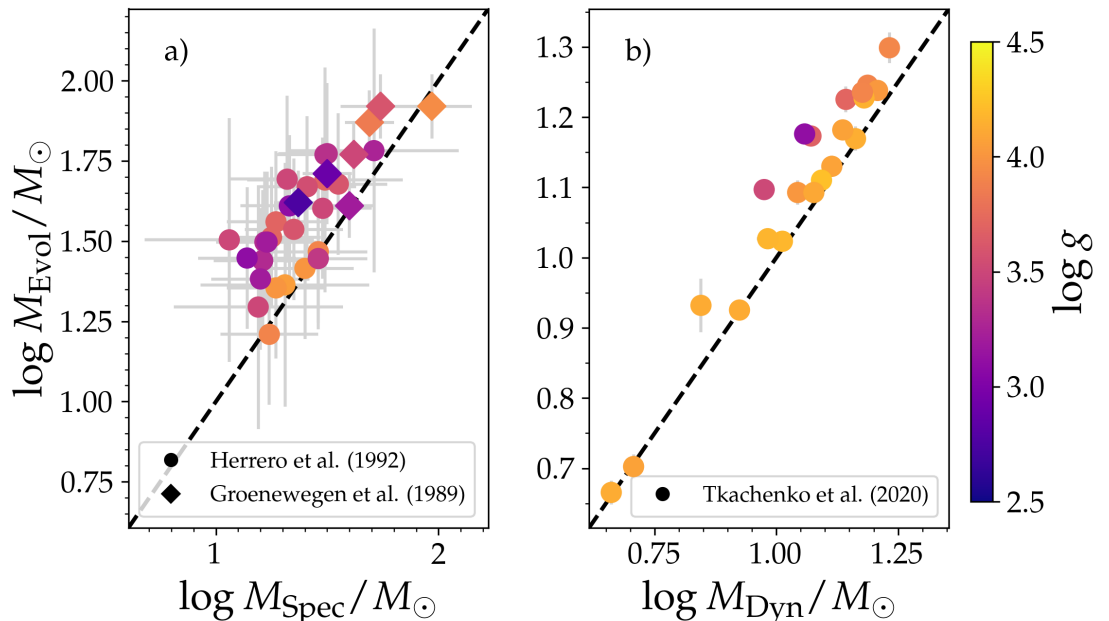 a)
log M_Evol/M_⊙
2.00
1.75
1.50
1.25
1.00
0.75
Herrero et al. (1992)
Groenewegen et al. (1989)
1 2
log M_Spec/M_⊙
b)
1.3
1.2
1.1
1.0
0.9
0.8
0.7
Tkachenko et al. (2020)
0.75 1.00 1.25
log M_Dyn/M_⊙
4.5
4.0
3.5
3.0
2.5
log g